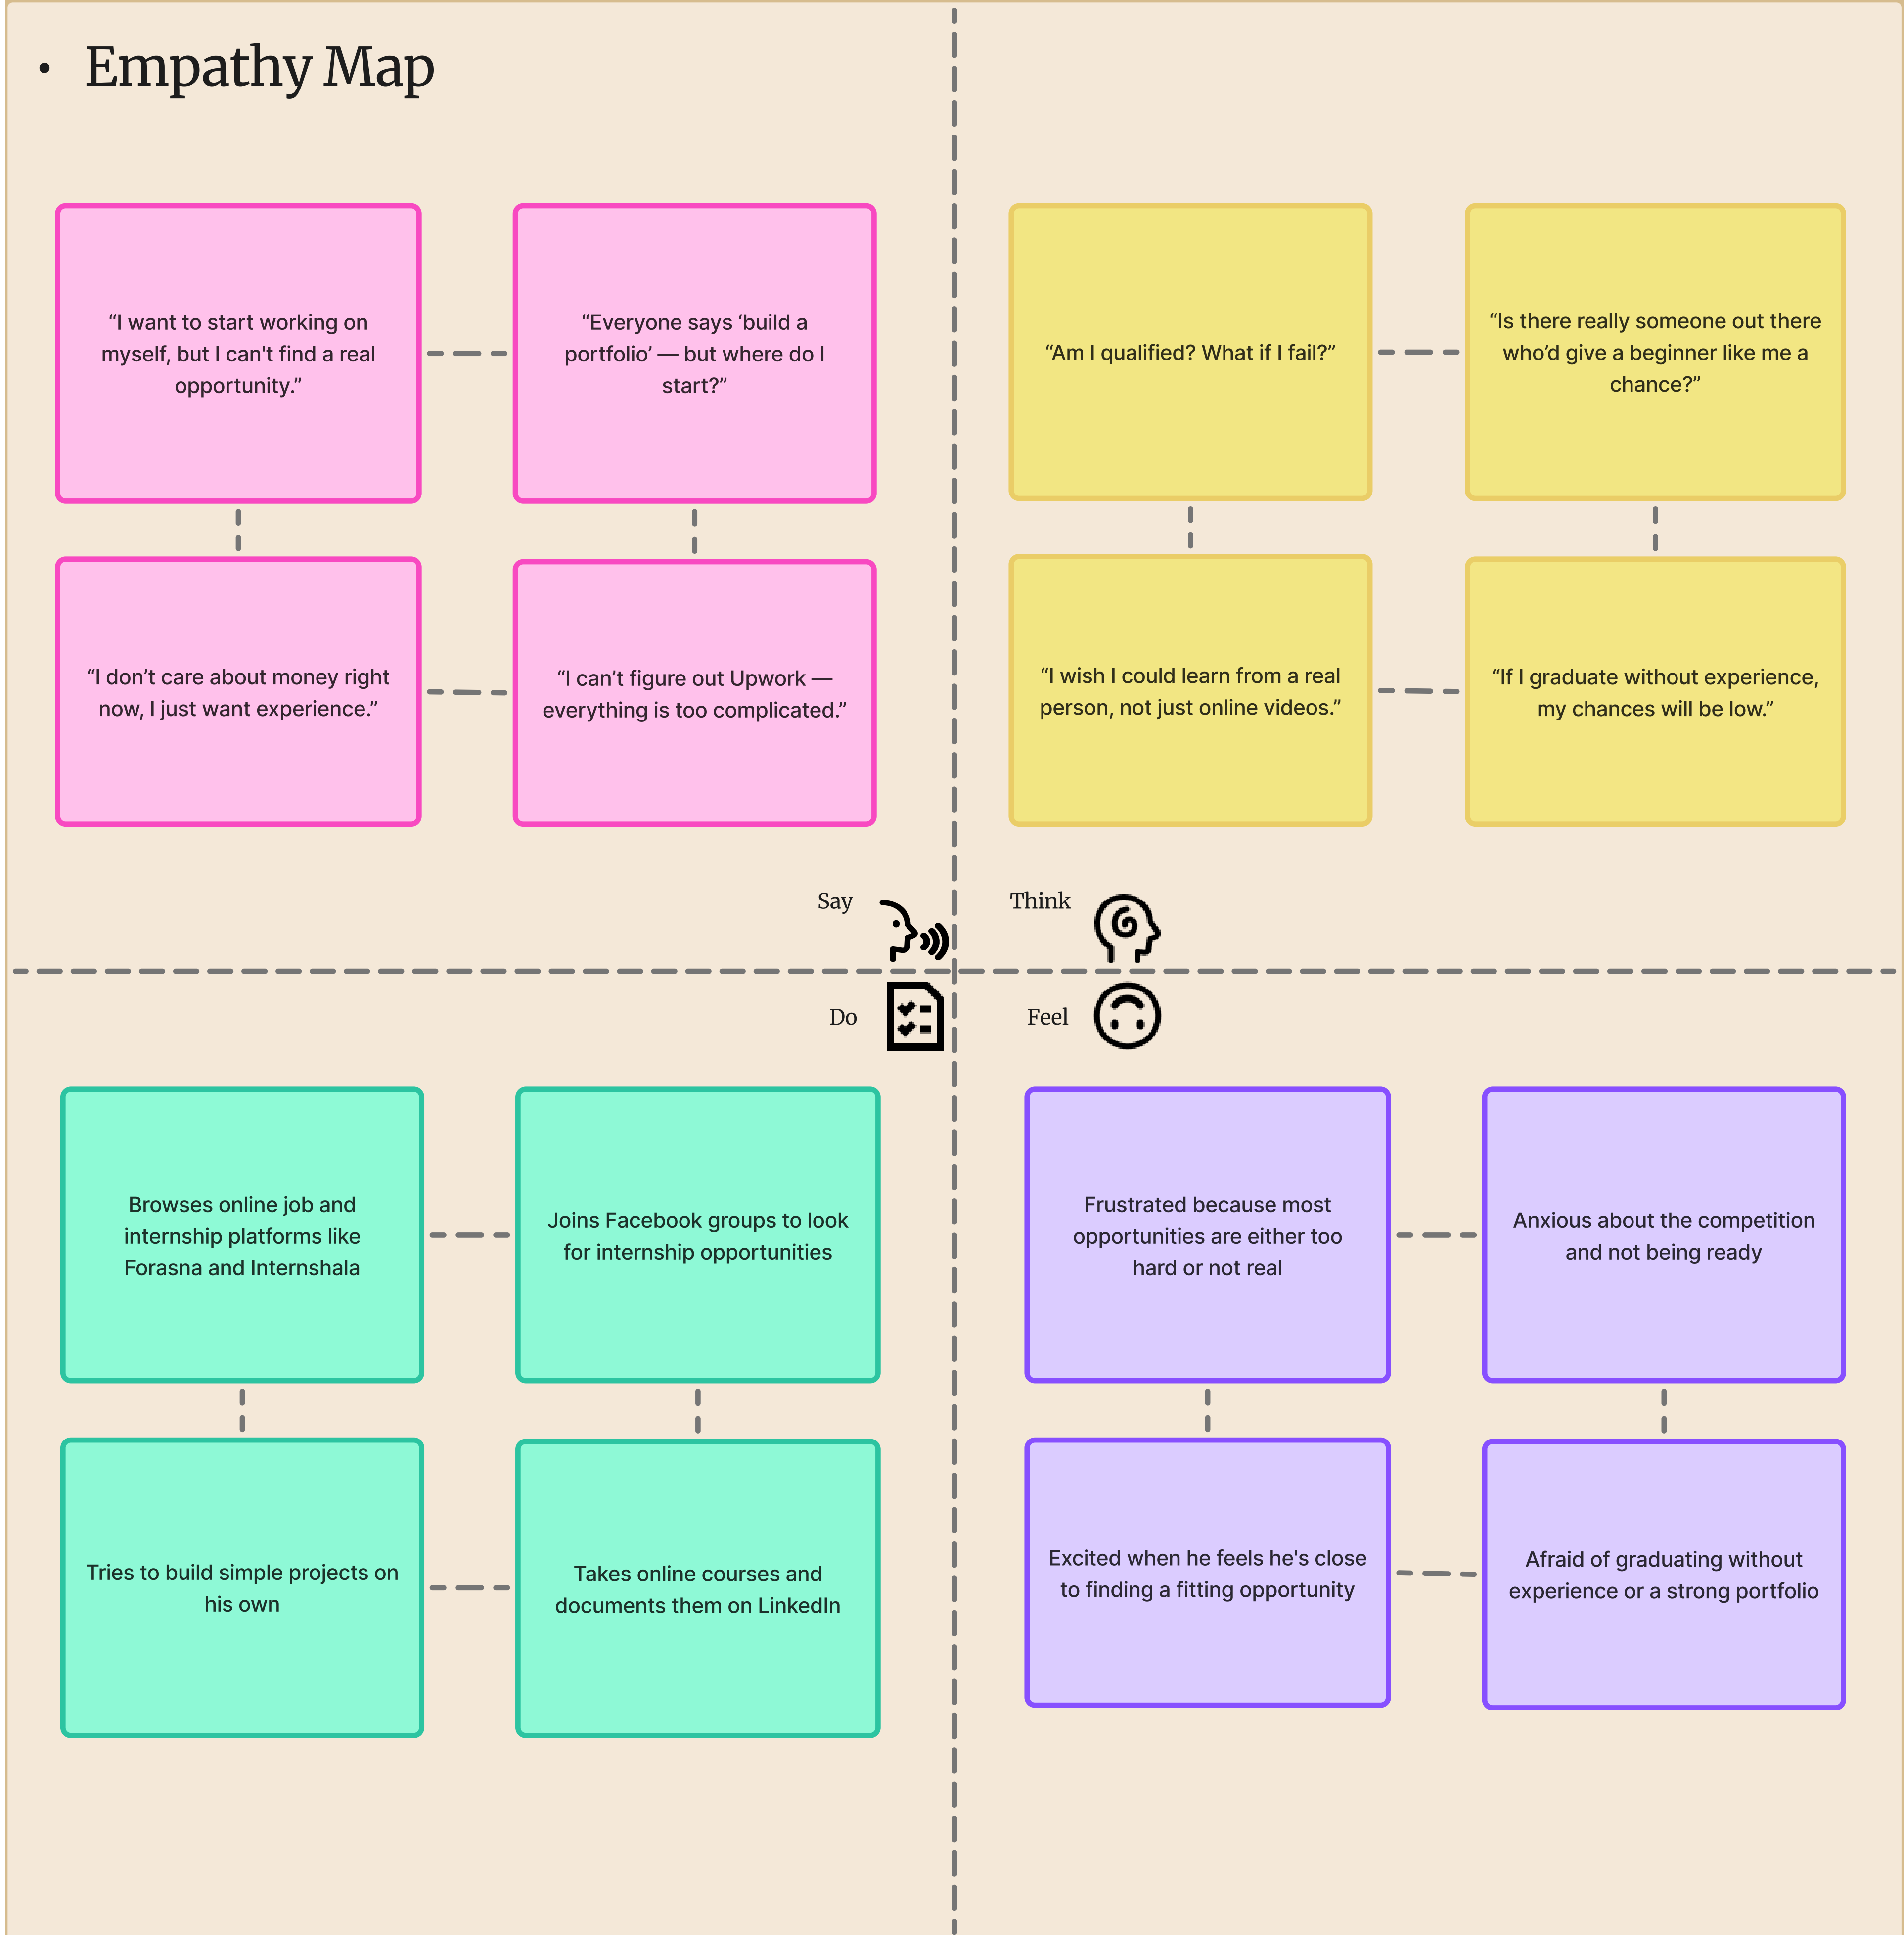 • Empathy Map
“I want to start working on
myself, but I can't find a real
opportunity.”
“Everyone says ‘build a
portfolio’ — but where do I
start?”
“I don’t care about money right
now, I just want experience.”
“I can’t figure out Upwork —
everything is too complicated.”
Say
“Am I qualified? What if I fail?”
“Is there really someone out there
who’d give a beginner like me a
chance?”
“I wish I could learn from a real
person, not just online videos.”
“If I graduate without experience,
my chances will be low.”
Think
Do
Browses online job and
internship platforms like
Forasna and Internshala
Joins Facebook groups to look
for internship opportunities
Tries to build simple projects on
his own
Takes online courses and
documents them on LinkedIn
Feel
Frustrated because most
opportunities are either too
hard or not real
Anxious about the competition
and not being ready
Excited when he feels he's close
to finding a fitting opportunity
Afraid of graduating without
experience or a strong portfolio